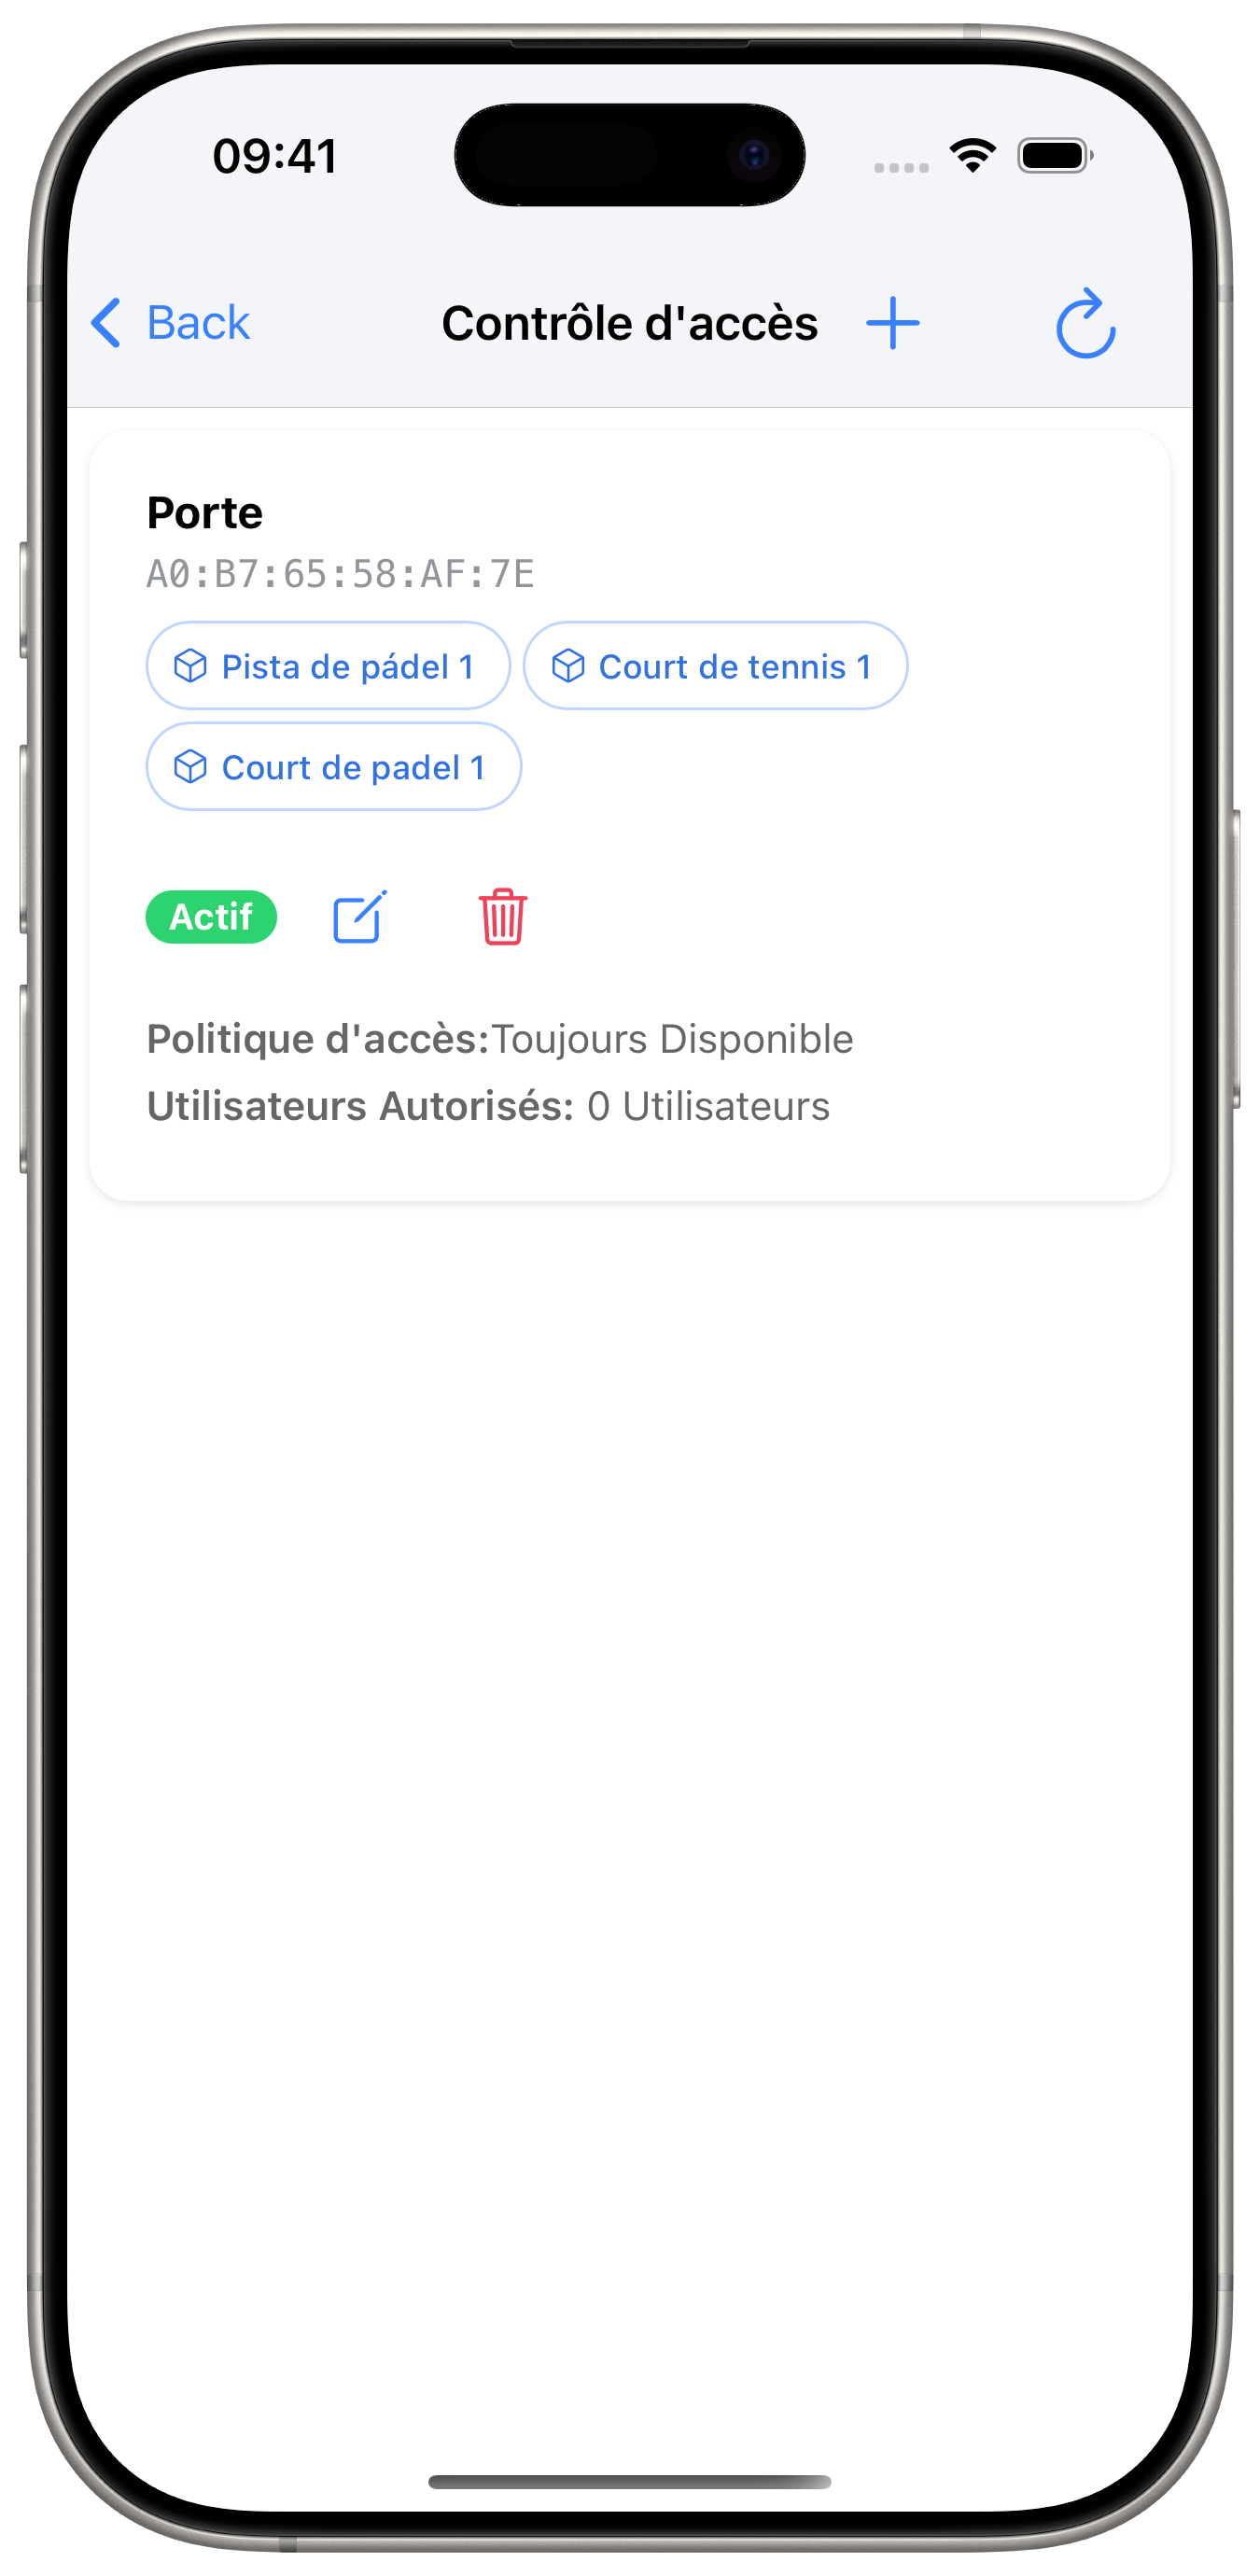 09:41
Back Contrôle d'accès
Porte
A0:B7:65:58:AF:7E
Pista de pádel 1 Court de tennis 1
Court de padel 1
Actif
Politique d'accès:Toujours Disponible
Utilisateurs Autorisés: 0 Utilisateurs